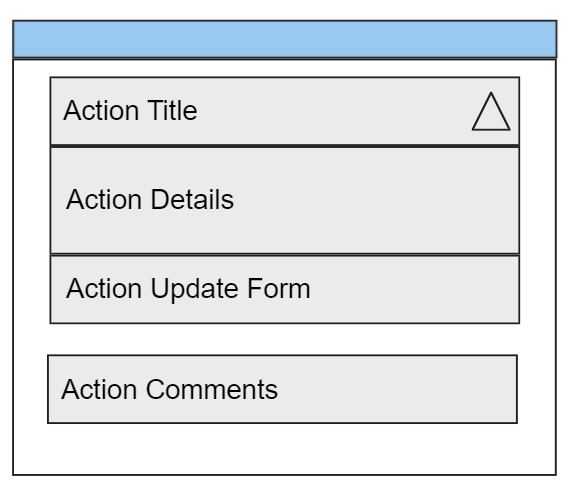 Action Title
Action Details
Action Update Form
Action Comments